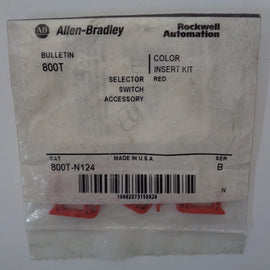 AB Allen-Bradley
Rockwell Automation
BULLETIN
800T
COLOR
INSERT KIT
RED
SELECTOR
SWITCH
ACCESSORY
CAT
MADE IN U.S.A.
SER
800T-N124
B
N